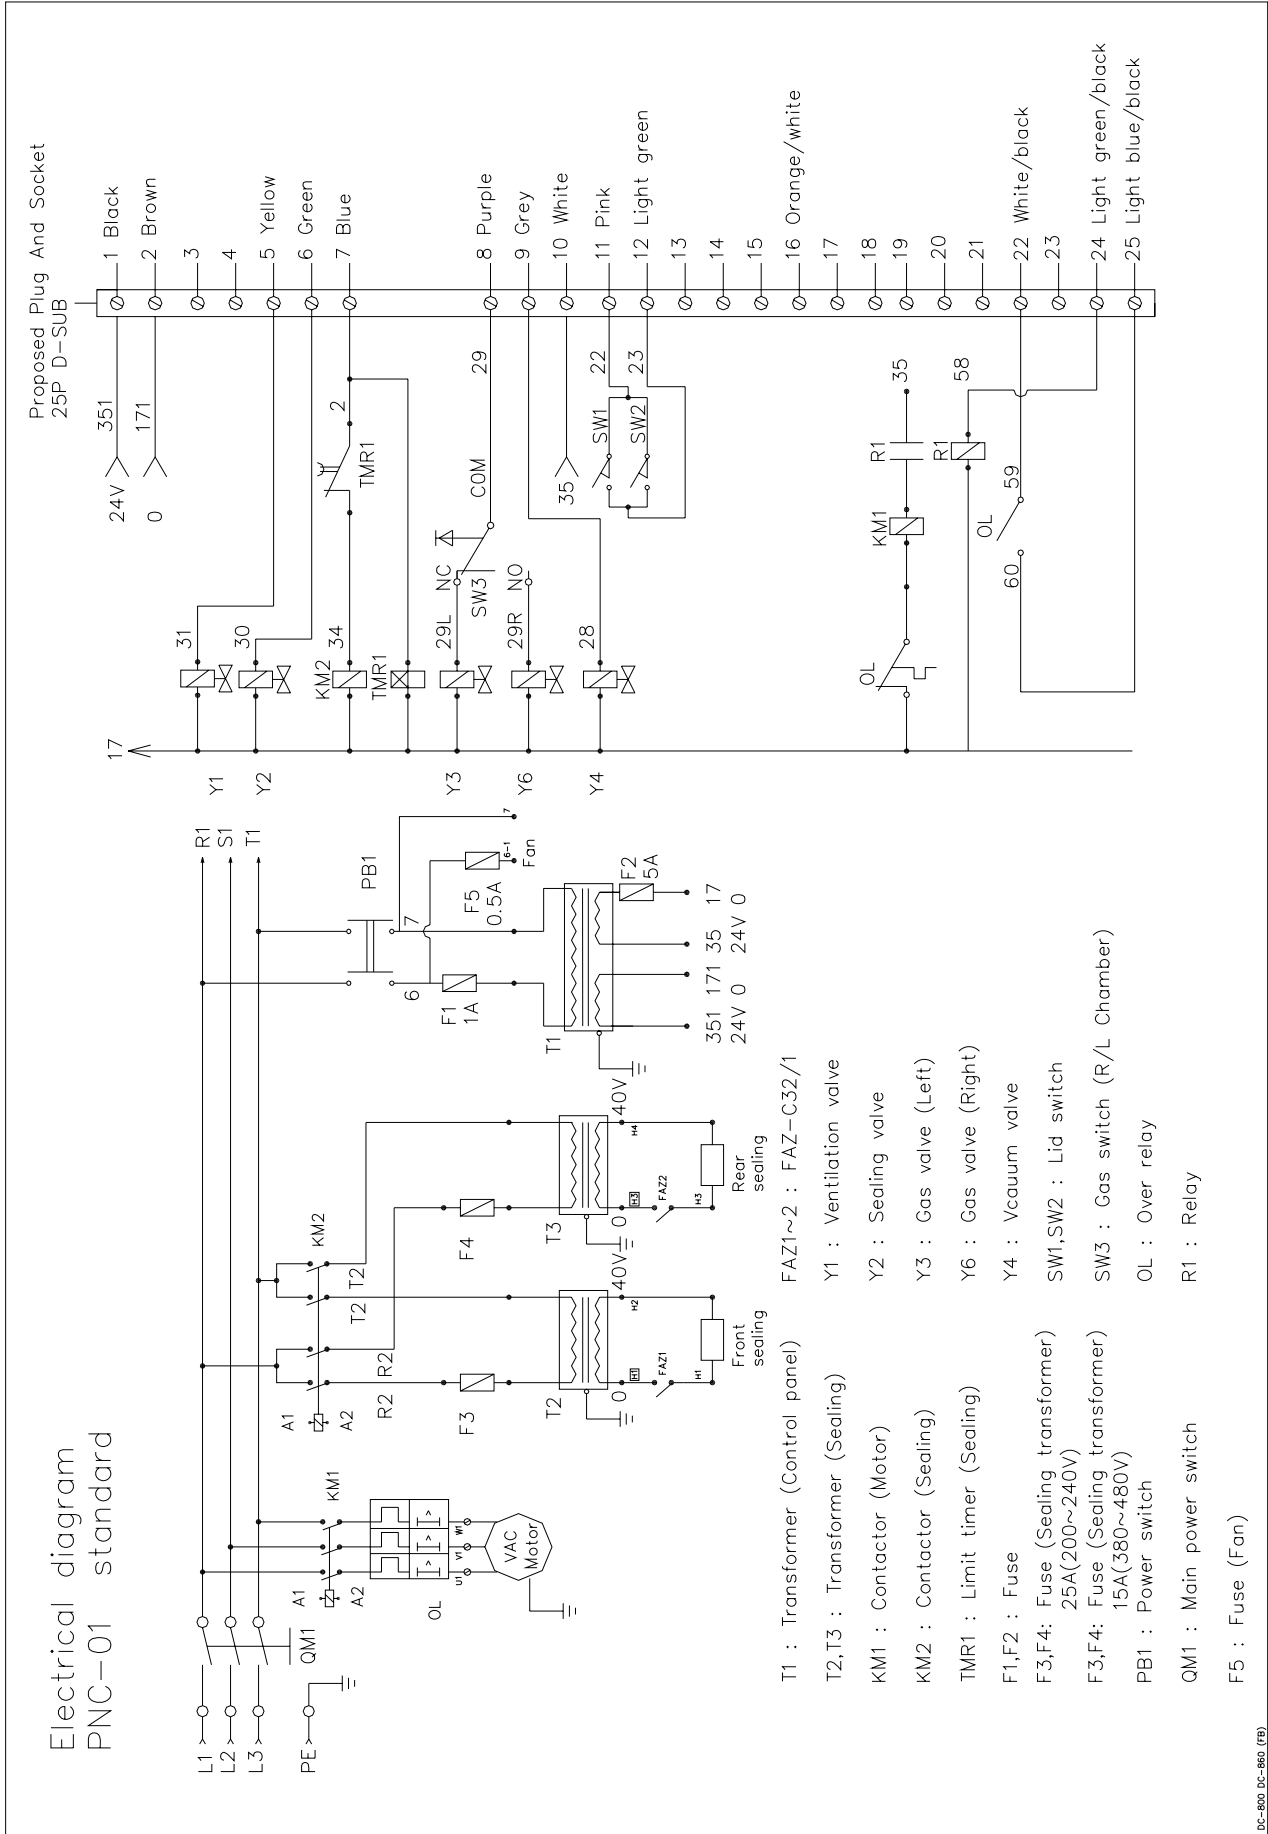 Electrical diagram
PNC-01 standard
L1
L2
L3
PE
QM1
A1
A2
KM1
OL
U1
V1
W1
VAC
Motor
A1
A2
KM2
R2
R2
T2
T2
F3
F4
T2
T3
0
40V
0
40V
H1
H2
H3
H4
FAZ1
FAZ2
H1
H3
Front
sealing
Rear
sealing
R1
S1
T1
PB1
6
7
F1
1A
F5
0.5A
6-1
7
Fan
T1
F2
5A
351 171 35 17
24V 0 24V 0
17
Y1
Y2
Y3
Y6
Y4
31
30
KM2
34
TMR1
29L
NC
SW3
29R
NO
28
TMR1
2
COM
29
24V
351
0
171
35
SW1
SW2
22
23
OL
KM1
R1
35
R1
58
OL
60
59
Proposed Plug And Socket
25P D-SUB
1 Black
2 Brown
3
4
5 Yellow
6 Green
7 Blue
8 Purple
9 Grey
10 White
11 Pink
12 Light green
13
14
15
16 Orange/white
17
18
19
20
21
22 White/black
23
24 Light green/black
25 Light blue/black
T1 : Transformer (Control panel)
T2,T3 : Transformer (Sealing)
KM1 : Contactor (Motor)
KM2 : Contactor (Sealing)
TMR1 : Limit timer (Sealing)
F1,F2 : Fuse
F3,F4: Fuse (Sealing transformer)
25A(200~240V)
F3,F4: Fuse (Sealing transformer)
15A(380~480V)
PB1 : Power switch
QM1 : Main power switch
F5 : Fuse (Fan)
FAZ1~2 : FAZ-C32/1
Y1 : Ventilation valve
Y2 : Sealing valve
Y3 : Gas valve (Left)
Y6 : Gas valve (Right)
Y4 : Vcauum valve
SW1,SW2 : Lid switch
SW3 : Gas switch (R/L Chamber)
OL : Over relay
R1 : Relay
DC-800 DC-860 (FB)